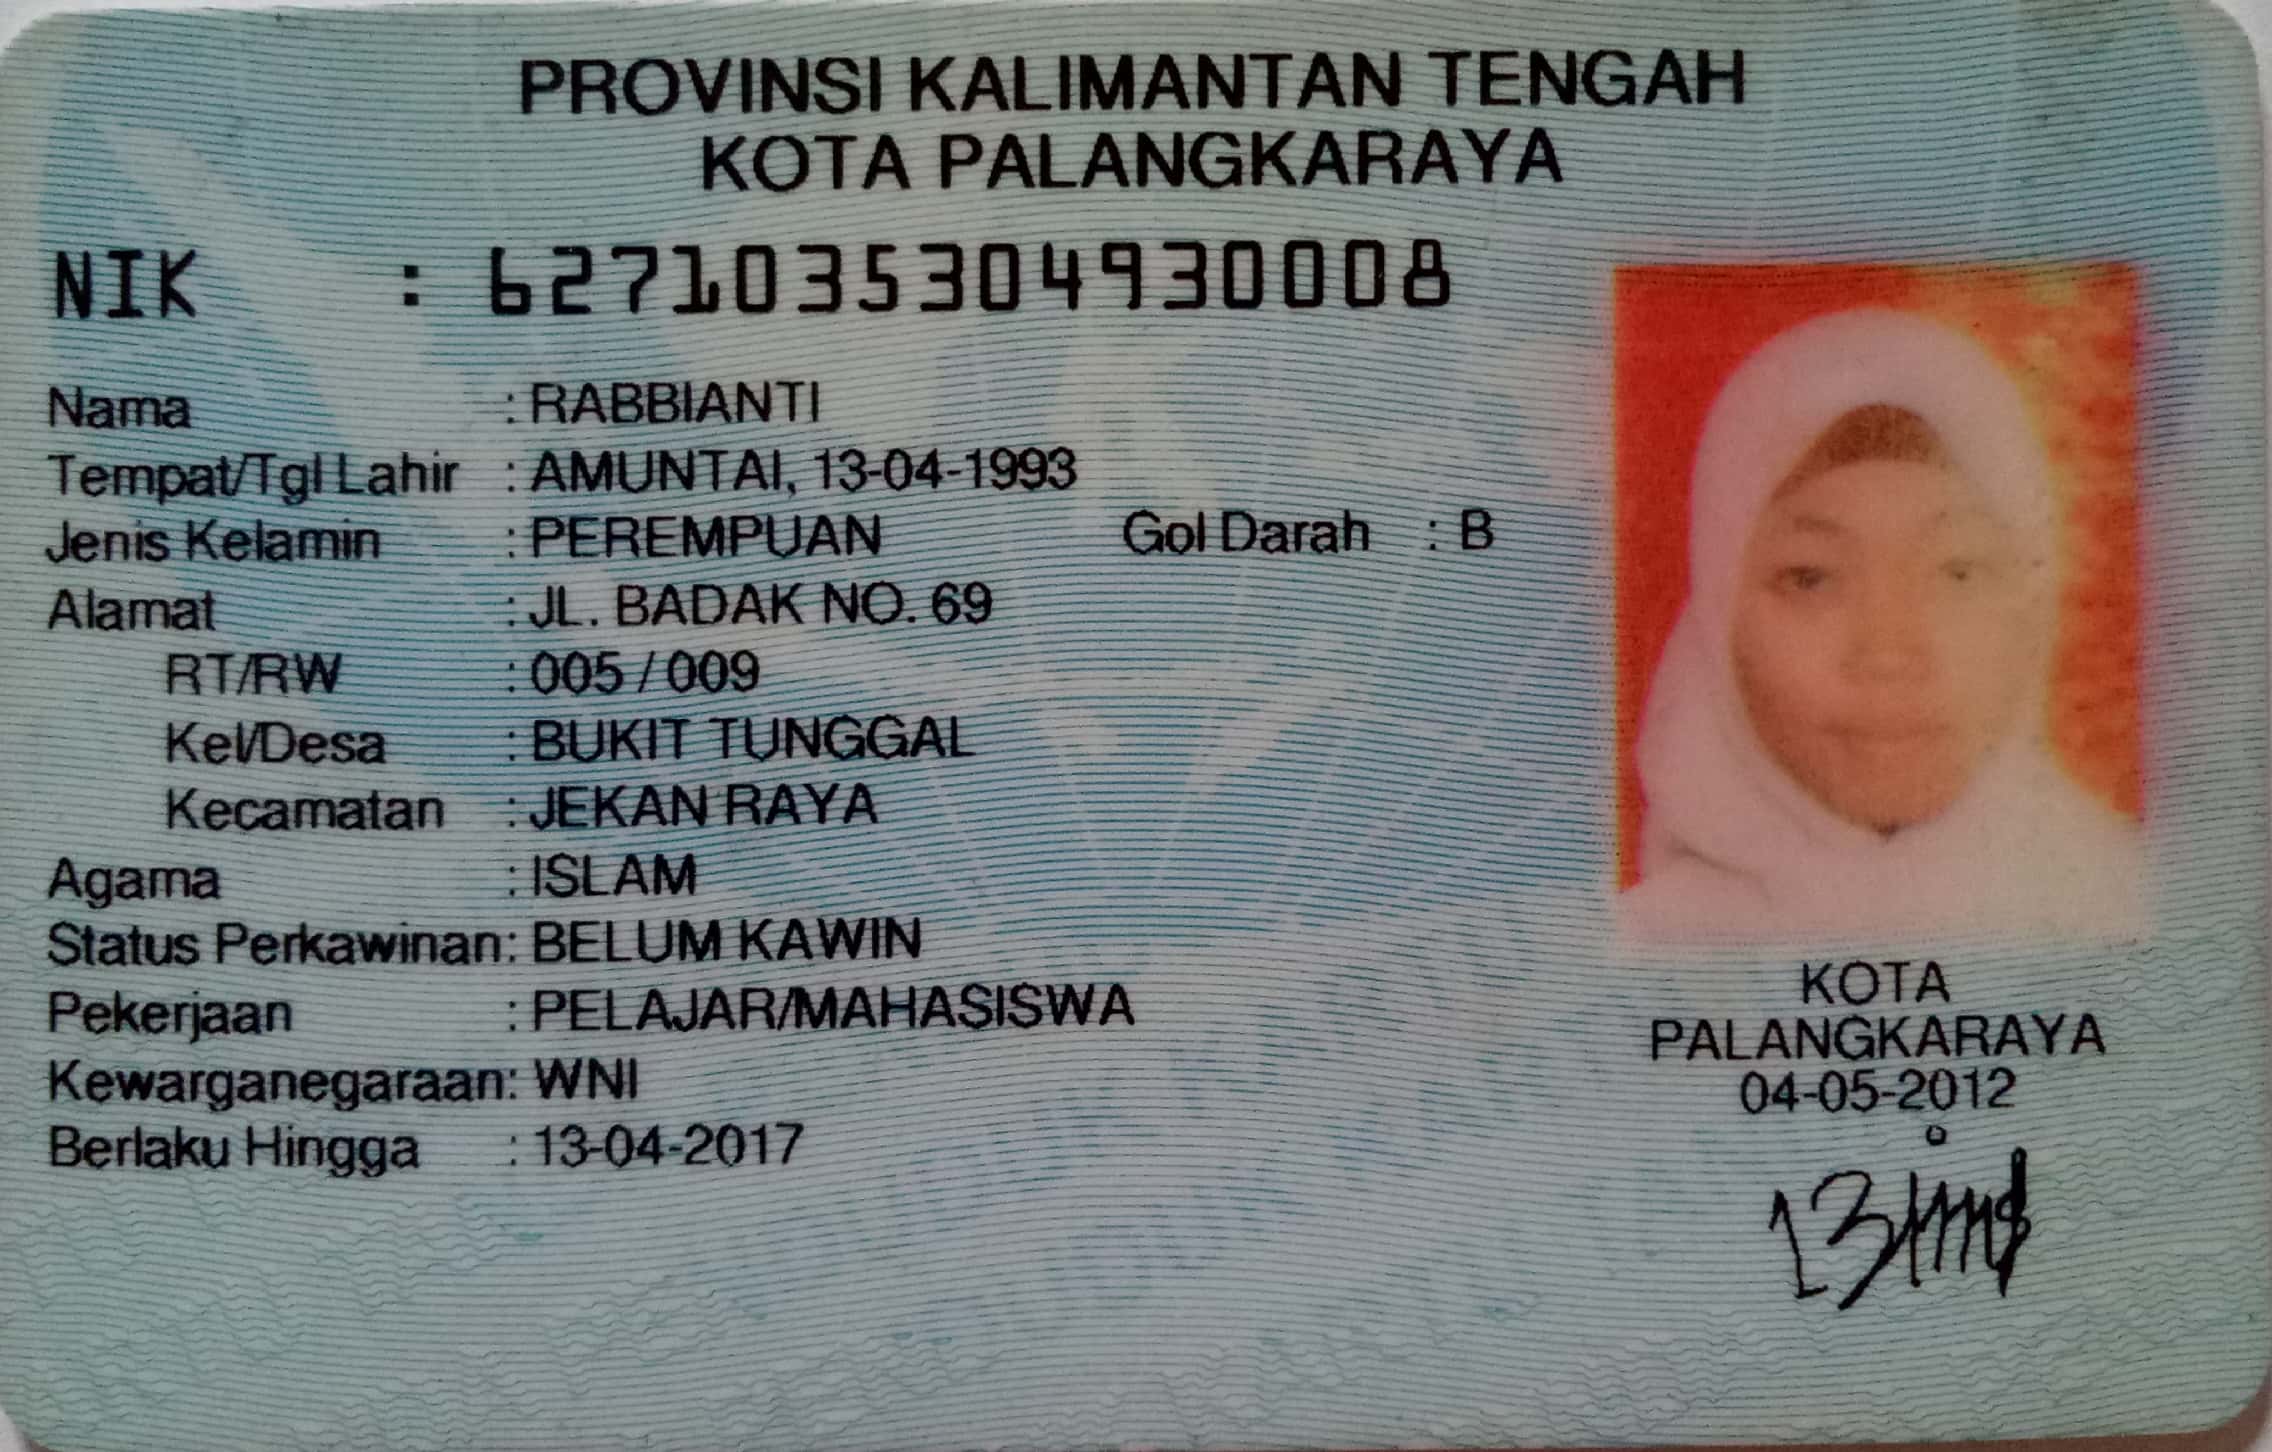 PROVINSI KALIMANTAN TENGAH
KOTA PALANGKARAYA
NIK : 6271035304930008
Nama : RABBIANTI
Tempat/Tgl Lahir : AMUNTAI, 13-04-1993
Jenis Kelamin : PEREMPUAN Gol Darah : B
Alamat : JL. BADAK NO. 69
RT/RW : 005 / 009
Kel/Desa : BUKIT TUNGGAL
Kecamatan : JEKAN RAYA
Agama : ISLAM
Status Perkawinan: BELUM KAWIN
Pekerjaan : PELAJAR/MAHASISWA
Kewarganegaraan: WNI
Berlaku Hingga : 13-04-2017
KOTA
PALANGKARAYA
04-05-2012